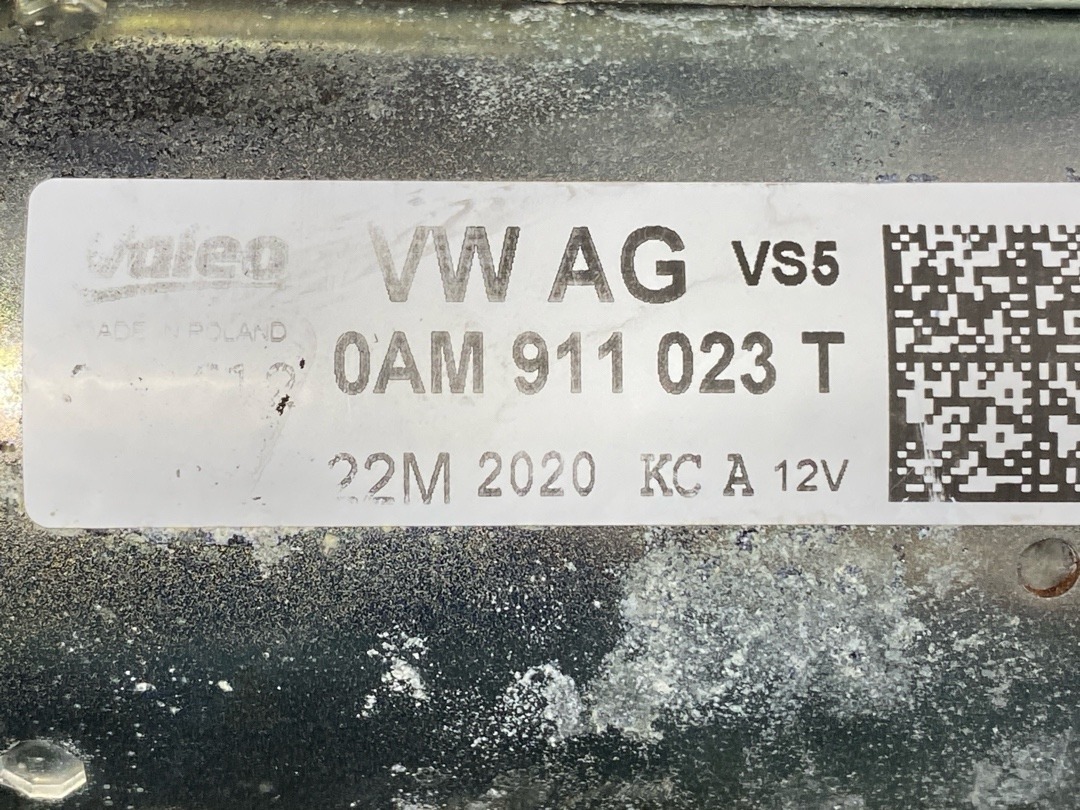 Valeo
VW AG VS5
MADE IN POLAND
0AM 911 023 T
22M 2020 KC A 12V